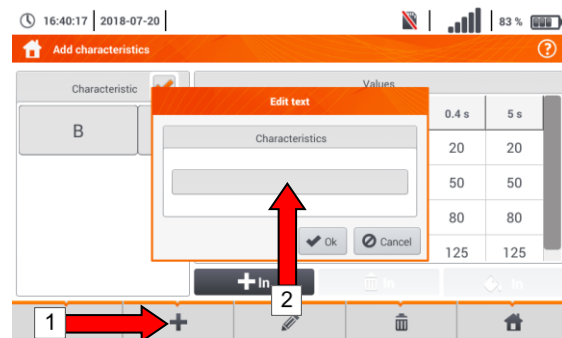 16:40:17 2018-07-20 83 %
Add characteristics ?
Characteristic Values
Edit text
0.4 s 5 s
B Characteristics
20 20
50 50
80 80
Ok Cancel
125 125
In In In
2
1